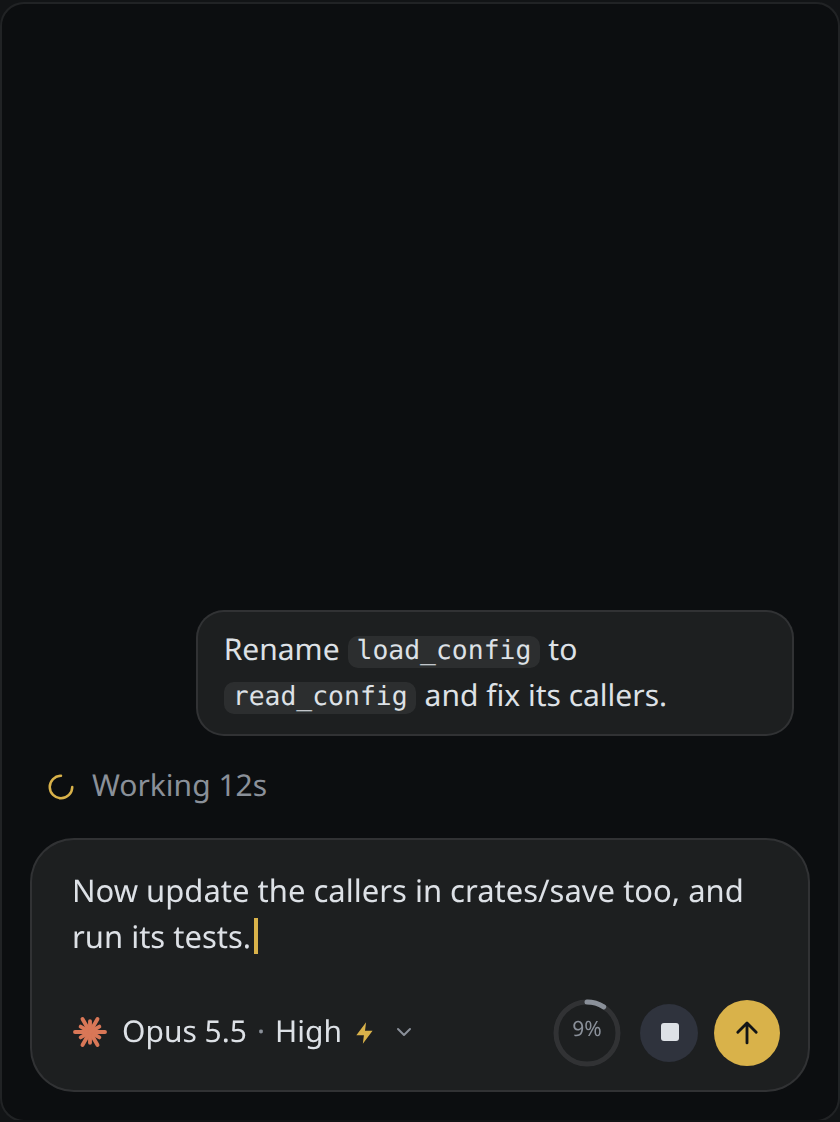 Rename load_config to
read_config and fix its callers.
Working 12s
Now update the callers in crates/save too, and
run its tests.
Opus 5.5 · High
9%